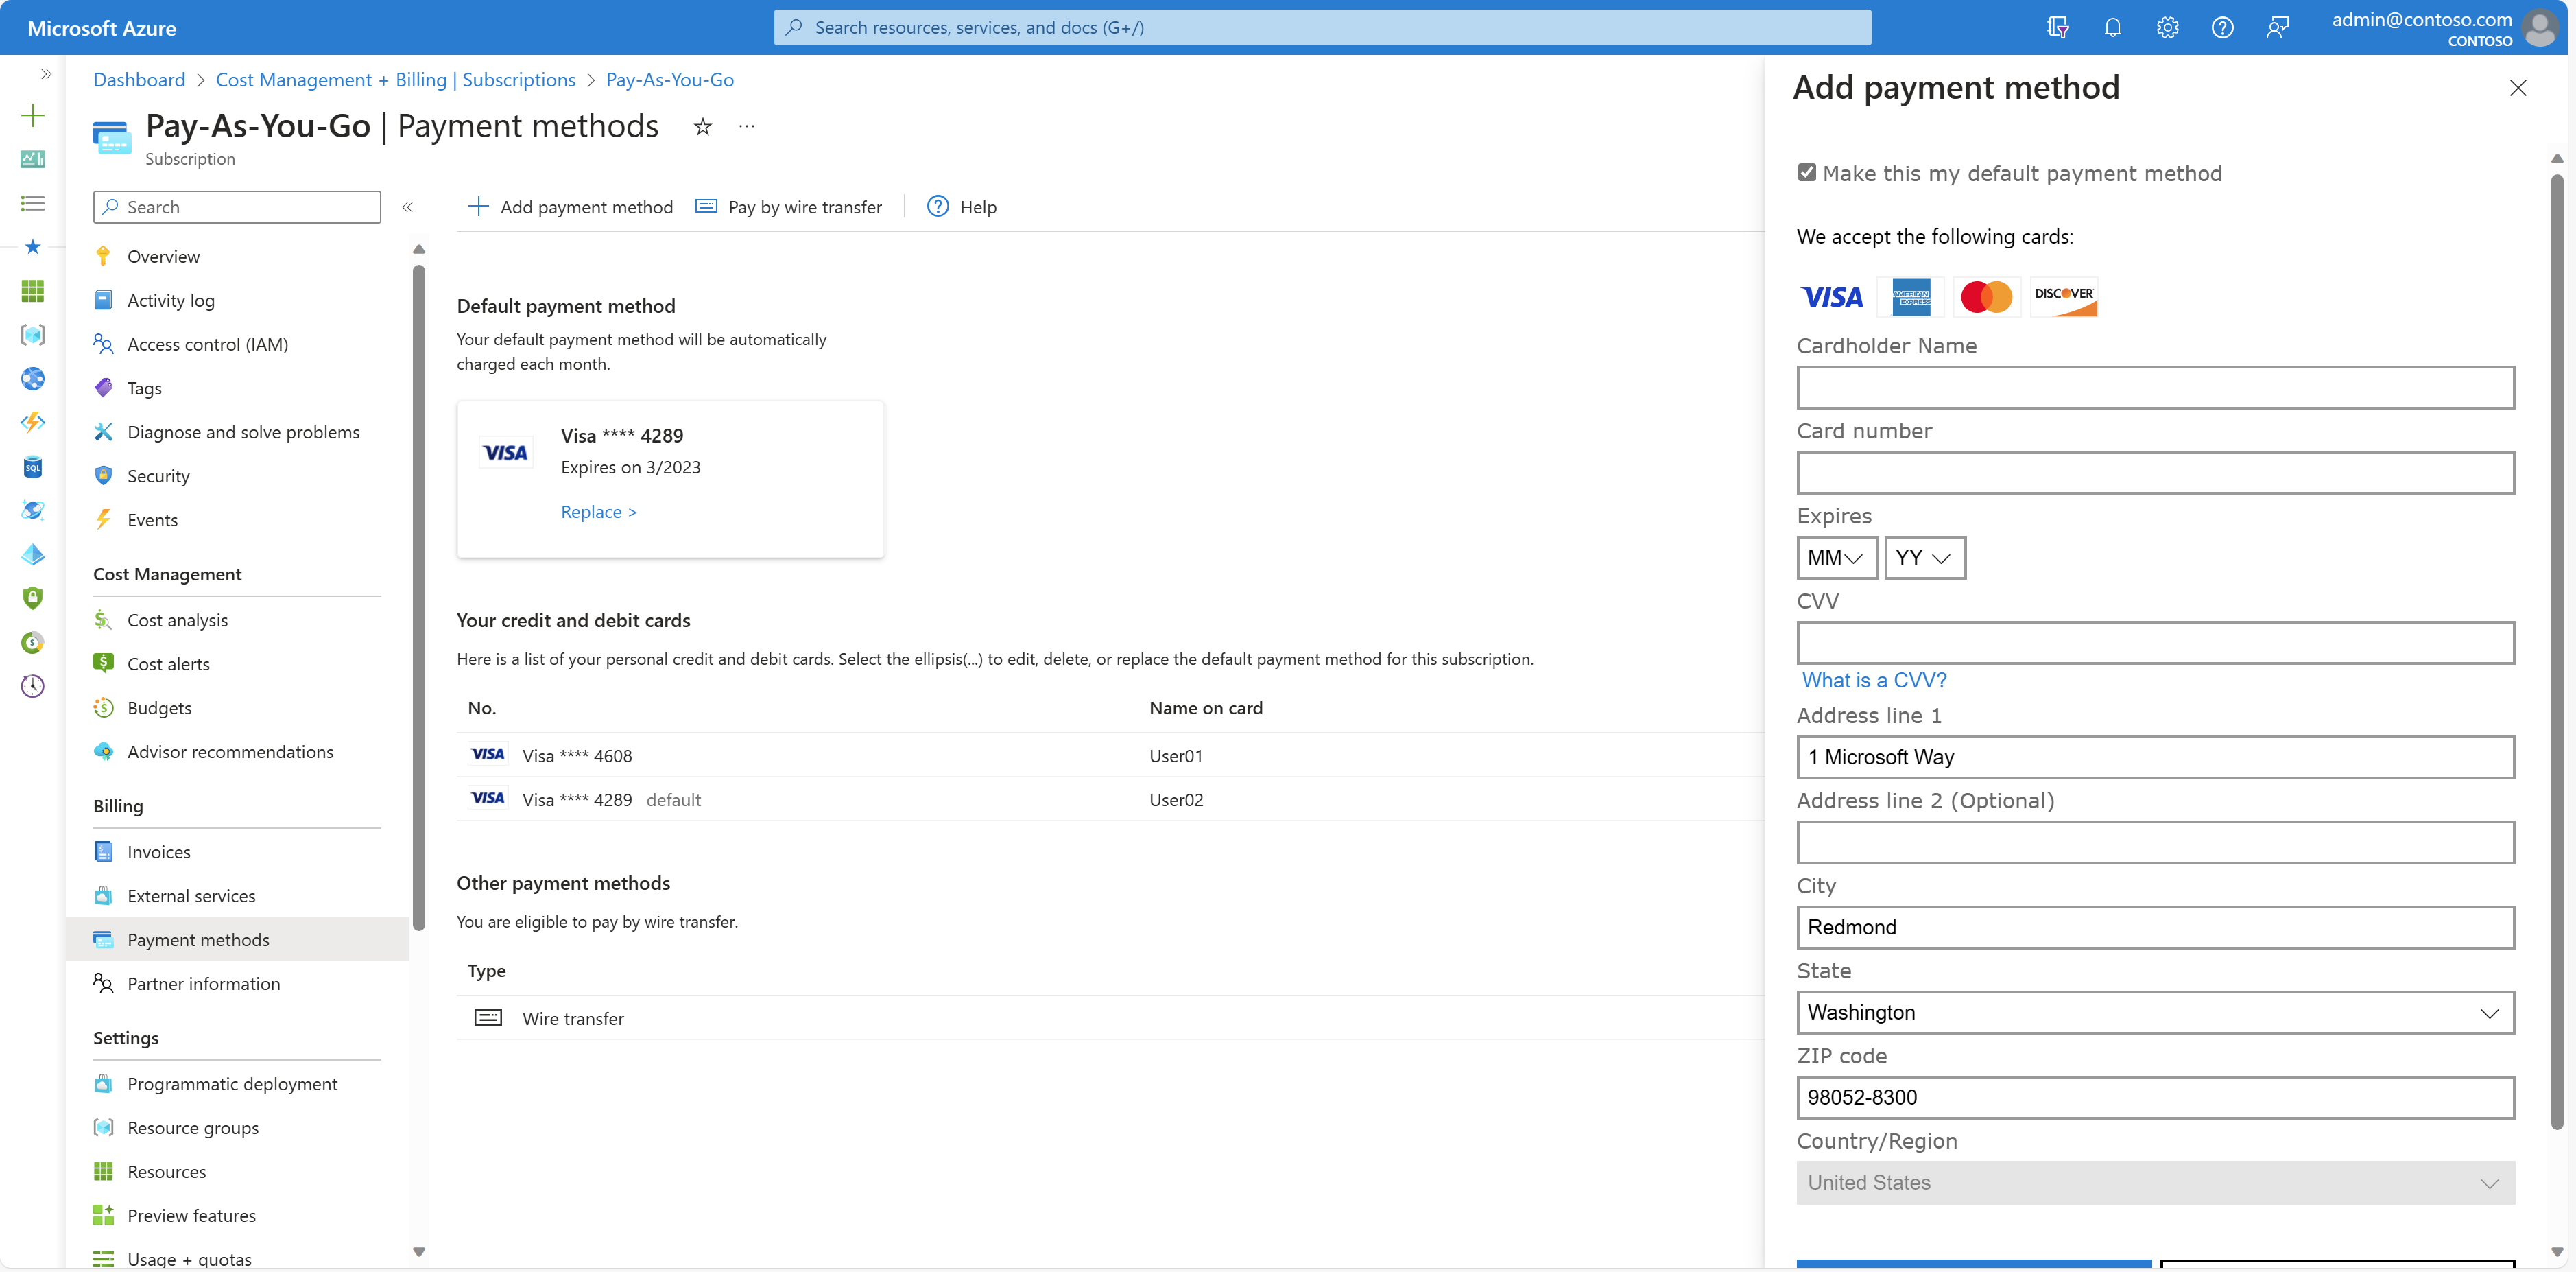 Microsoft Azure
Search resources, services, and docs (G+/)
admin@contoso.com
CONTOSO
Dashboard > Cost Management + Billing | Subscriptions > Pay-As-You-Go
Pay-As-You-Go | Payment methods
Subscription
Search
Overview
Activity log
Access control (IAM)
Tags
Diagnose and solve problems
Security
Events
Cost Management
Cost analysis
Cost alerts
Budgets
Advisor recommendations
Billing
Invoices
External services
Payment methods
Partner information
Settings
Programmatic deployment
Resource groups
Resources
Preview features
Usage + quotas
SQL
Add payment method
Pay by wire transfer
Help
Default payment method
Your default payment method will be automatically
charged each month.
VISA
Visa **** 4289
Expires on 3/2023
Replace >
Your credit and debit cards
Here is a list of your personal credit and debit cards. Select the ellipsis(...) to edit, delete, or replace the default payment method for this subscription.
No. Name on card
VISA Visa **** 4608 User01
VISA Visa **** 4289 default User02
Other payment methods
You are eligible to pay by wire transfer.
Type
Wire transfer
Add payment method
Make this my default payment method
We accept the following cards:
VISA AMERICAN EXPRESS DISCOVER
Cardholder Name
Card number
Expires
MM YY
CVV
What is a CVV?
Address line 1
1 Microsoft Way
Address line 2 (Optional)
City
Redmond
State
Washington
ZIP code
98052-8300
Country/Region
United States